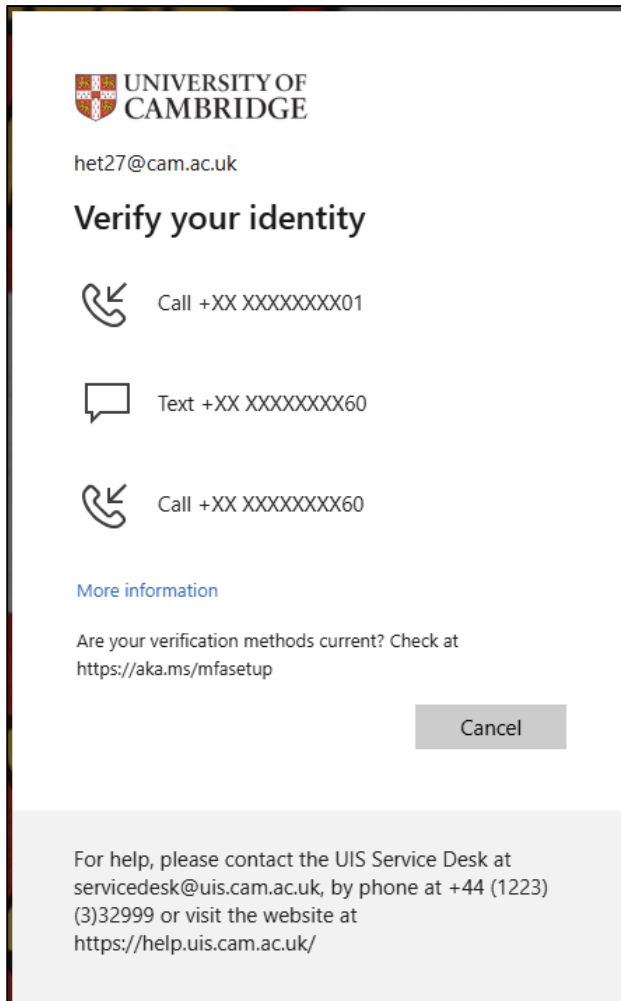 UNIVERSITY OF
CAMBRIDGE
het27@cam.ac.uk
Verify your identity
Call +XX XXXXXXXX01
Text +XX XXXXXXXX60
Call +XX XXXXXXXX60
More information
Are your verification methods current? Check at
https://aka.ms/mfasetup
Cancel
For help, please contact the UIS Service Desk at
servicedesk@uis.cam.ac.uk, by phone at +44 (1223)
(3)32999 or visit the website at
https://help.uis.cam.ac.uk/